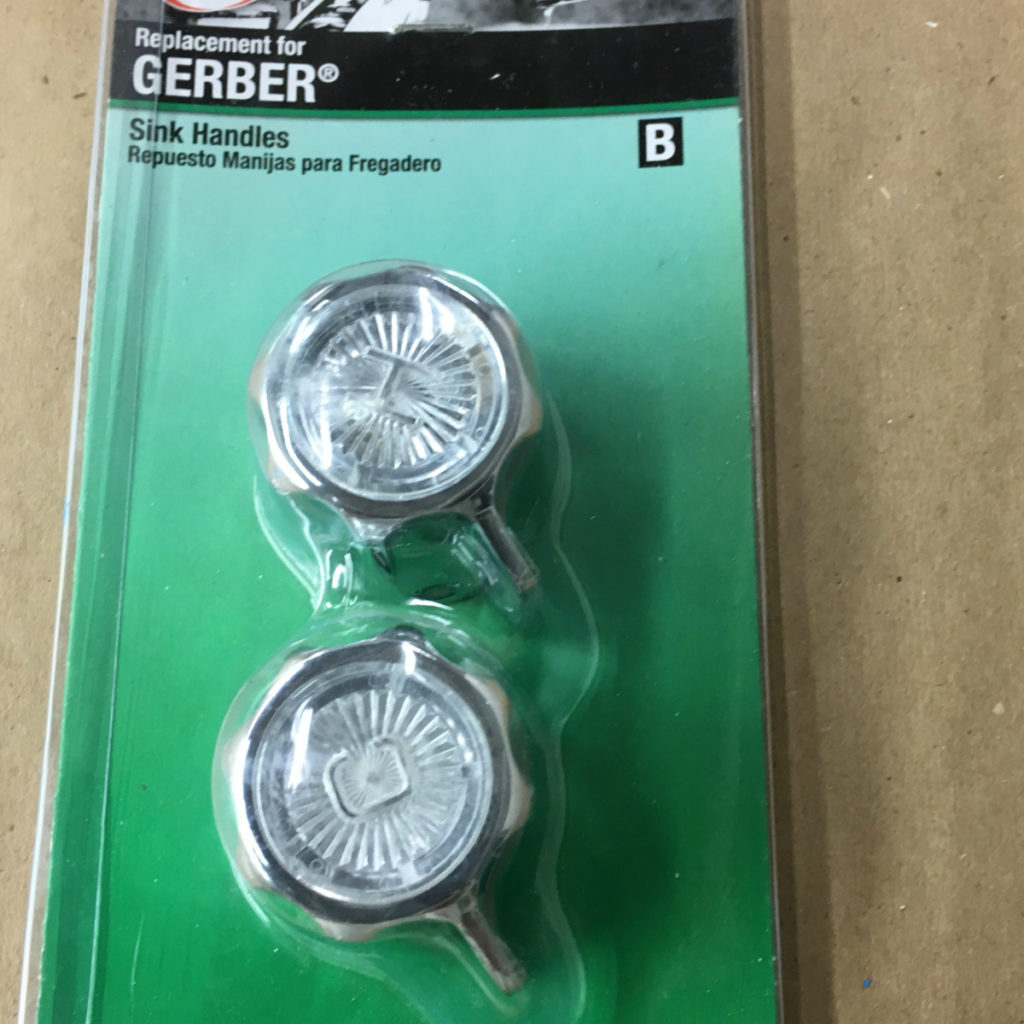 Replacement for
GERBER®
Sink Handles
Repuesto Manijas para Fregadero
B
H
C